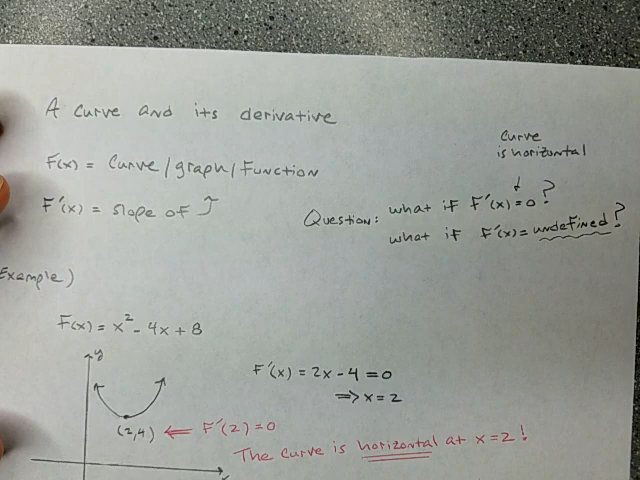 A curve and its derivative
F(x) = Curve/graph/Function
F'(x) = slope of
Curve
is horizontal
Question: what if F'(x)=0?
what if F'(x)= undefined?
Example)
F(x) = x² - 4x + 8
y
(2,4) ⇐ F'(2)=0
F'(x) = 2x - 4 = 0
⇒ x = 2
The curve is horizontal at x=2!